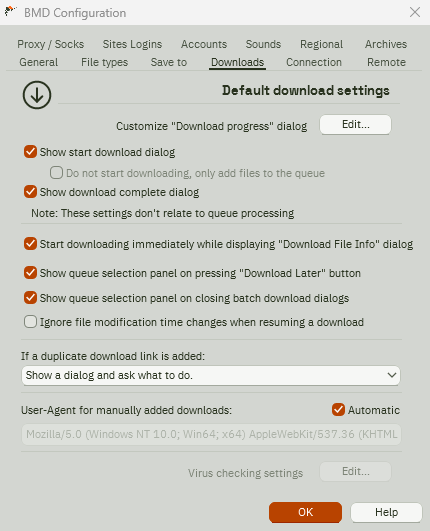 BMD Configuration
Proxy / Socks Sites Logins Accounts Sounds Regional Archives
General File types Save to Downloads Connection Remote
Default download settings
Customize "Download progress" dialog Edit...
Show start download dialog
Do not start downloading, only add files to the queue
Show download complete dialog
Note: These settings don't relate to queue processing
Start downloading immediately while displaying "Download File Info" dialog
Show queue selection panel on pressing "Download Later" button
Show queue selection panel on closing batch download dialogs
Ignore file modification time changes when resuming a download
If a duplicate download link is added:
Show a dialog and ask what to do.
User-Agent for manually added downloads: Automatic
Mozilla/5.0 (Windows NT 10.0; Win64; x64) AppleWebKit/537.36 (KHTML
Virus checking settings Edit...
OK Help